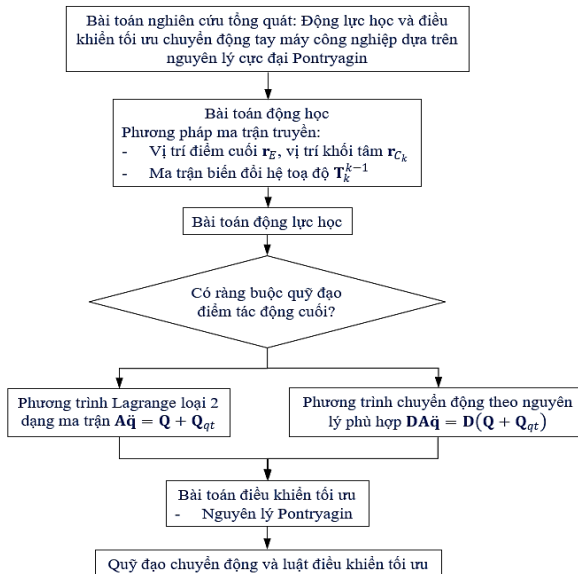 Bài toán nghiên cứu tổng quát: Động lực học và điều
khiển tối ưu chuyển động tay máy công nghiệp dựa trên
nguyên lý cực đại Pontryagin
Bài toán động học
Phương pháp ma trận truyền:
- Vị trí điểm cuối r_E, vị trí khối tâm r_{C_k}
- Ma trận biến đổi hệ toạ độ T_k^{k−1}
Bài toán động lực học
Có ràng buộc quỹ đạo
điểm tác động cuối?
Phương trình Lagrange loại 2
dạng ma trận Aq̈ = Q + Q_{qt}
Phương trình chuyển động theo nguyên
lý phù hợp DAq̈ = D(Q + Q_{qt})
Bài toán điều khiển tối ưu
- Nguyên lý Pontryagin
Quỹ đạo chuyển động và luật điều khiển tối ưu